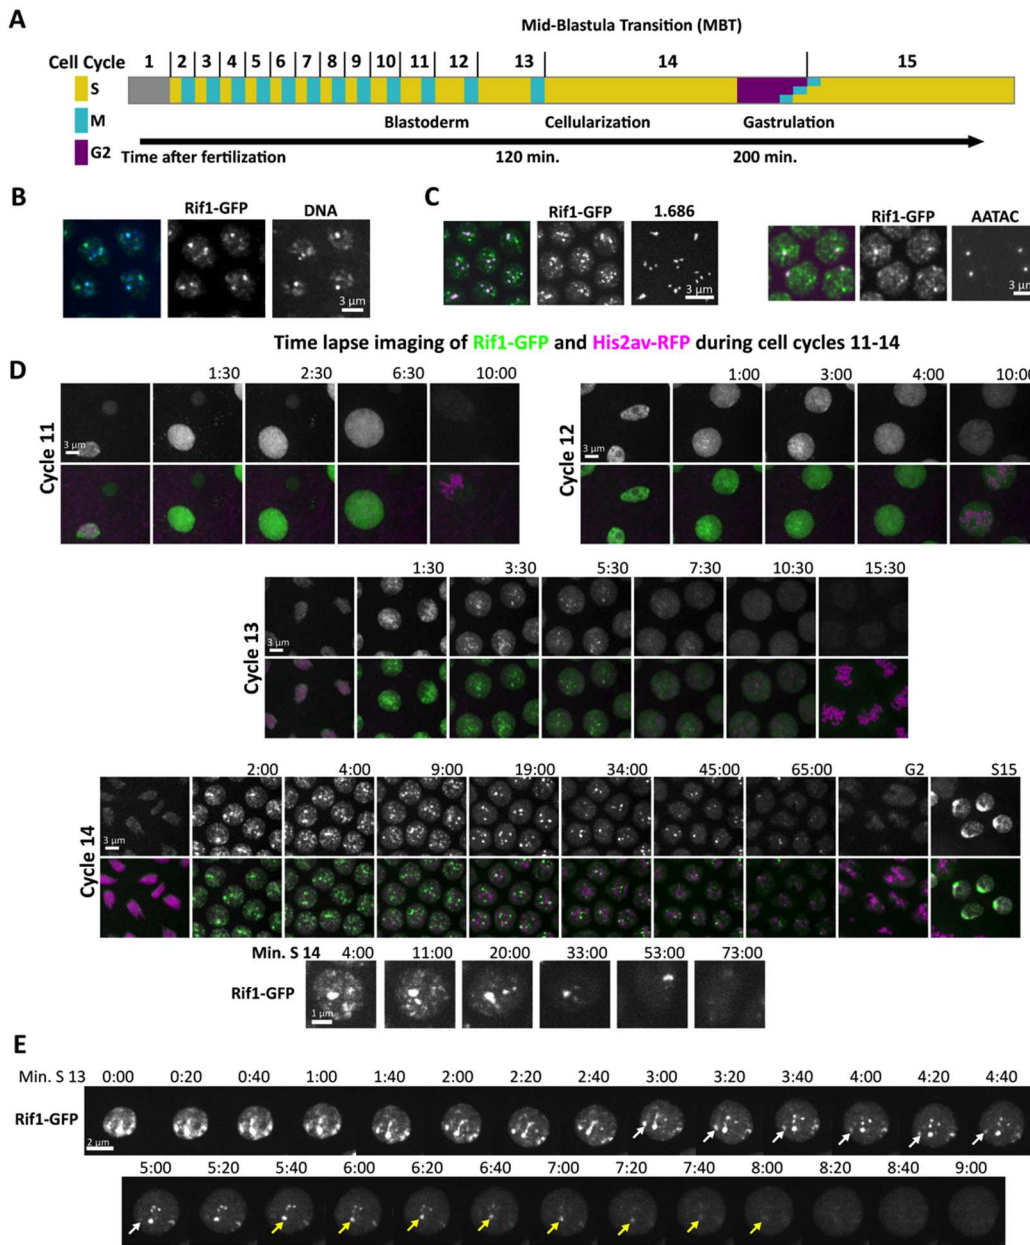 A
Mid-Blastula Transition (MBT)
Cell Cycle 1 2 3 4 5 6 7 8 9 10 11 12 13 14 15
S
M
G2
Blastoderm Cellularization Gastrulation
Time after fertilization 120 min. 200 min.
B
Rif1-GFP DNA
3 µm
C
Rif1-GFP 1.686
3 µm
Rif1-GFP AATAC
3 µm
Time lapse imaging of Rif1-GFP and His2av-RFP during cell cycles 11-14
D
Cycle 11
1:30 2:30 6:30 10:00
3 µm
Cycle 12
1:00 3:00 4:00 10:00
3 µm
Cycle 13
1:30 3:30 5:30 7:30 10:30 15:30
3 µm
Cycle 14
2:00 4:00 9:00 19:00 34:00 45:00 65:00 G2 S15
3 µm
Min. S 14 4:00 11:00 20:00 33:00 53:00 73:00
Rif1-GFP
1 µm
E
Min. S 13 0:00 0:20 0:40 1:00 1:40 2:00 2:20 2:40 3:00 3:20 3:40 4:00 4:20 4:40
Rif1-GFP
2 µm
5:00 5:20 5:40 6:00 6:20 6:40 7:00 7:20 7:40 8:00 8:20 8:40 9:00